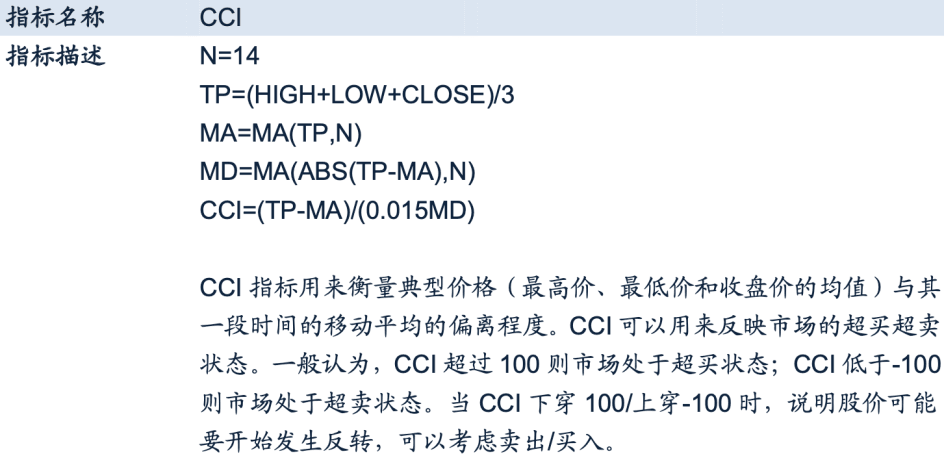 指标名称 CCI
指标描述 N=14
TP=(HIGH+LOW+CLOSE)/3
MA=MA(TP,N)
MD=MA(ABS(TP-MA),N)
CCI=(TP-MA)/(0.015MD)
CCI 指标用来衡量典型价格（最高价、最低价和收盘价的均值）与其
一段时间的移动平均的偏离程度。CCI 可以用来反映市场的超买超卖
状态。一般认为，CCI 超过 100 则市场处于超买状态；CCI 低于-100
则市场处于超卖状态。当 CCI 下穿 100/上穿-100 时，说明股价可能
要开始发生反转，可以考虑卖出/买入。